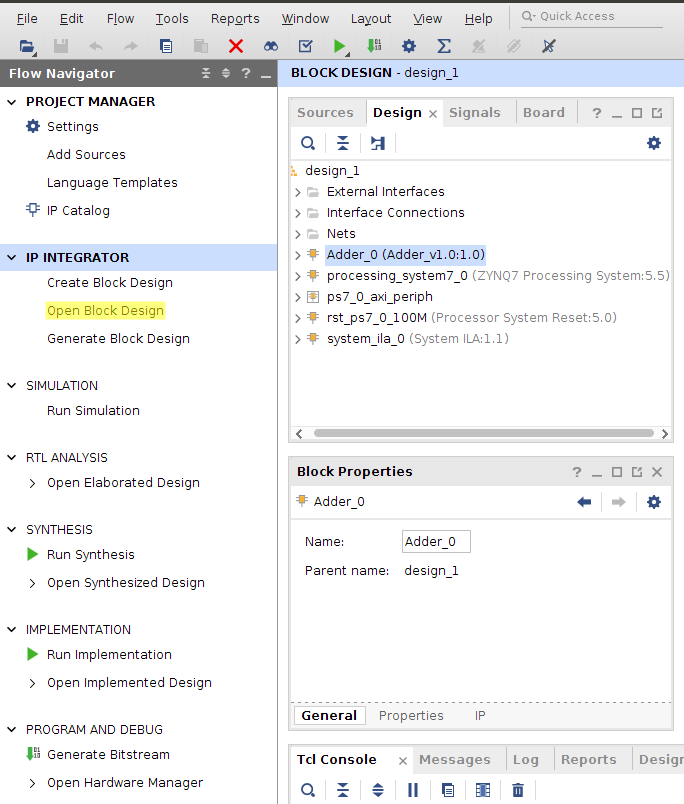 File Edit Flow Tools Reports Window Layout View Help Quick Access
Flow Navigator
PROJECT MANAGER
Settings
Add Sources
Language Templates
IP Catalog
IP INTEGRATOR
Create Block Design
Open Block Design
Generate Block Design
SIMULATION
Run Simulation
RTL ANALYSIS
Open Elaborated Design
SYNTHESIS
Run Synthesis
Open Synthesized Design
IMPLEMENTATION
Run Implementation
Open Implemented Design
PROGRAM AND DEBUG
Generate Bitstream
Open Hardware Manager
BLOCK DESIGN - design_1
Sources Design Signals Board
design_1
External Interfaces
Interface Connections
Nets
Adder_0 (Adder_v1.0:1.0)
processing_system7_0 (ZYNQ7 Processing System:5.5)
ps7_0_axi_periph
rst_ps7_0_100M (Processor System Reset:5.0)
system_ila_0 (System ILA:1.1)
Block Properties
Adder_0
Name: Adder_0
Parent name: design_1
General Properties IP
Tcl Console Messages Log Reports Design